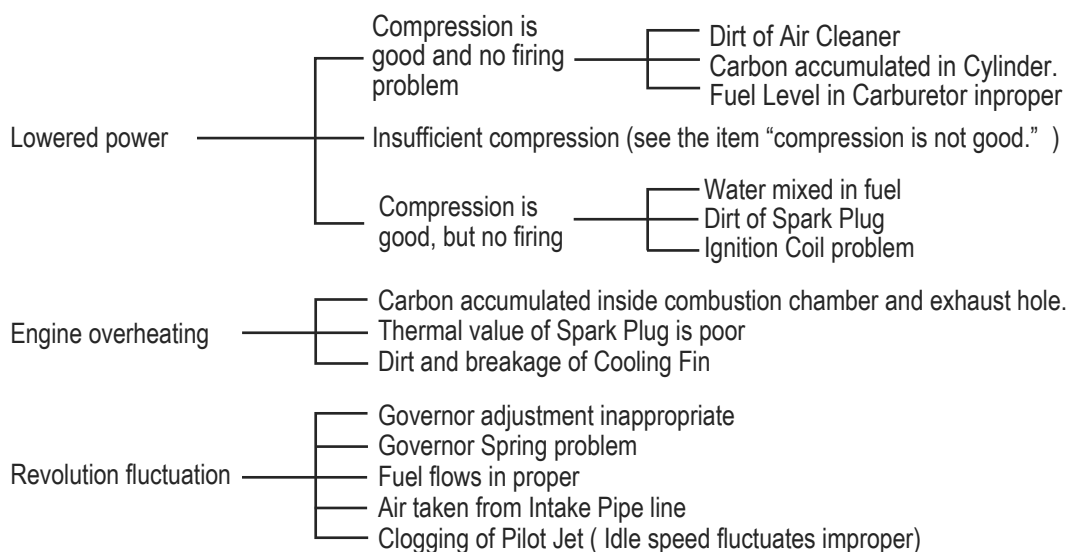 Lowered power
Compression is
good and no firing
problem
Dirt of Air Cleaner
Carbon accumulated in Cylinder.
Fuel Level in Carburetor inproper
Insufficient compression (see the item “compression is not good.” )
Compression is
good, but no firing
Water mixed in fuel
Dirt of Spark Plug
Ignition Coil problem
Engine overheating
Carbon accumulated inside combustion chamber and exhaust hole.
Thermal value of Spark Plug is poor
Dirt and breakage of Cooling Fin
Revolution fluctuation
Governor adjustment inappropriate
Governor Spring problem
Fuel flows in proper
Air taken from Intake Pipe line
Clogging of Pilot Jet ( Idle speed fluctuates improper)